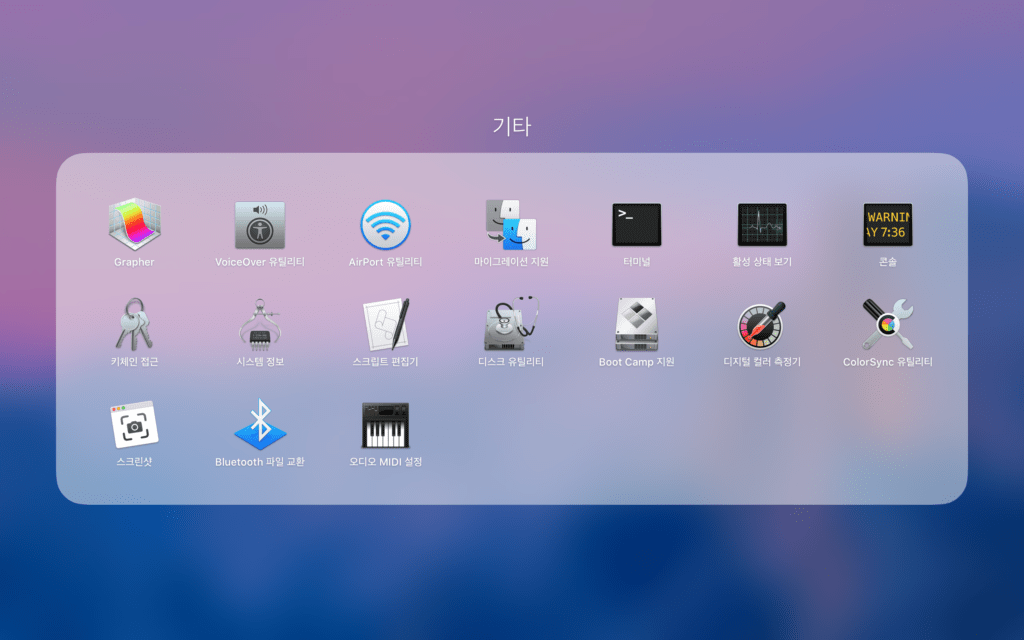 기타
Grapher
VoiceOver 유틸리티
AirPort 유틸리티
마이그레이션 지원
>_
터미널
활성 상태 보기
WARNIN
AY 7:36
콘솔
키체인 접근
시스템 정보
스크립트 편집기
디스크 유틸리티
Boot Camp 지원
디지털 컬러 측정기
ColorSync 유틸리티
스크린샷
Bluetooth 파일 교환
오디오 MIDI 설정